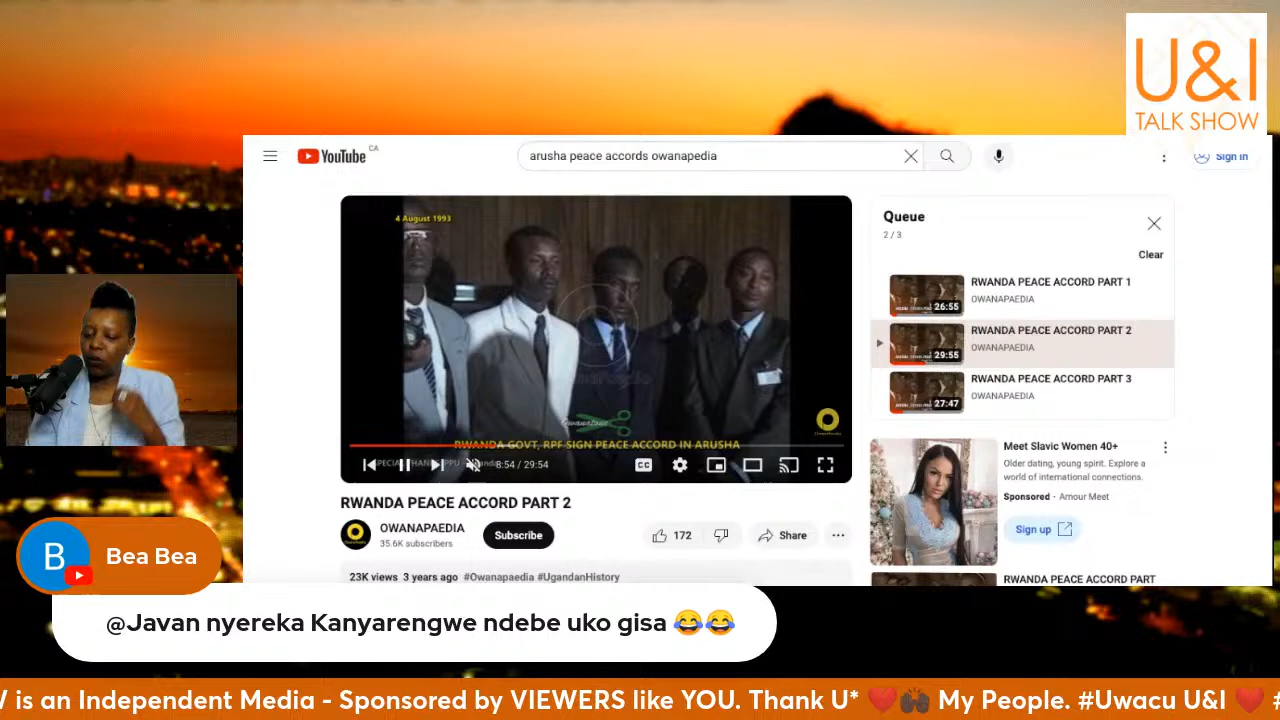 U&I
TALK SHOW
YouTube CA
arusha peace accords owanapedia
Sign in
4 August 1993
RWANDA GOVT, RPF SIGN PEACE ACCORD IN ARUSHA
8:54 / 29:54
CC
Queue
2 / 3
Clear
RWANDA PEACE ACCORD PART 1
OWANAPAEDIA
26:55
RWANDA PEACE ACCORD PART 2
OWANAPAEDIA
29:55
RWANDA PEACE ACCORD PART 3
OWANAPAEDIA
27:47
RWANDA PEACE ACCORD PART 2
OWANAPAEDIA
35.6K subscribers
Subscribe
172
Share
23K views 3 years ago #Owanapaedia #UgandanHistory
Meet Slavic Women 40+
Older dating, young spirit. Explore a
world of international connections.
Sponsored · Amour Meet
Sign up
RWANDA PEACE ACCORD PART
B
Bea Bea
@Javan nyereka Kanyarengwe ndebe uko gisa 😂😂
is an Independent Media - Sponsored by VIEWERS like YOU. Thank U* ❤️🙌🏿 My People. #Uwacu U&I ❤️ #